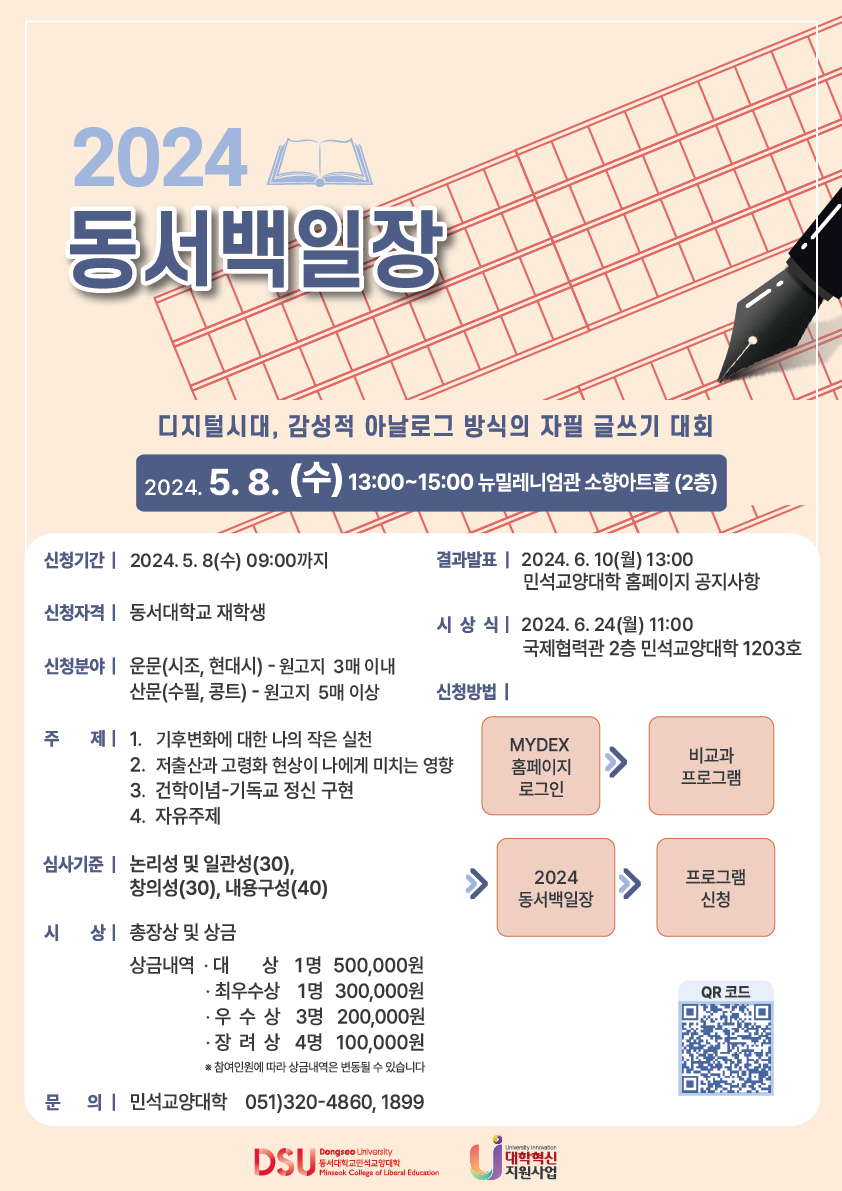 2024
동서백일장
디지털시대, 감성적 아날로그 방식의 자필 글쓰기 대회
2024. 5. 8. (수) 13:00~15:00 뉴밀레니엄관 소향아트홀 (2층)
신청기간 | 2024. 5. 8(수) 09:00까지
신청자격 | 동서대학교 재학생
신청분야 | 운문(시조, 현대시) - 원고지 3매 이내
산문(수필, 콩트) - 원고지 5매 이상
주 제 | 1. 기후변화에 대한 나의 작은 실천
2. 저출산과 고령화 현상이 나에게 미치는 영향
3. 건학이념-기독교 정신 구현
4. 자유주제
심사기준 | 논리성 및 일관성(30),
창의성(30), 내용구성(40)
시 상 | 총장상 및 상금
상금내역 · 대 상 1명 500,000원
· 최우수상 1명 300,000원
· 우 수 상 3명 200,000원
· 장 려 상 4명 100,000원
※ 참여인원에 따라 상금내역은 변동될 수 있습니다
문 의 | 민석교양대학 051)320-4860, 1899
결과발표 | 2024. 6. 10(월) 13:00
민석교양대학 홈페이지 공지사항
시 상 식 | 2024. 6. 24(월) 11:00
국제협력관 2층 민석교양대학 1203호
신청방법 |
MYDEX
홈페이지
로그인
비교과
프로그램
2024
동서백일장
프로그램
신청
QR 코드
DSU Dongseo University
동서대학교민석교양대학
Minseok College of Liberal Education
University Innovation
대학혁신
지원사업